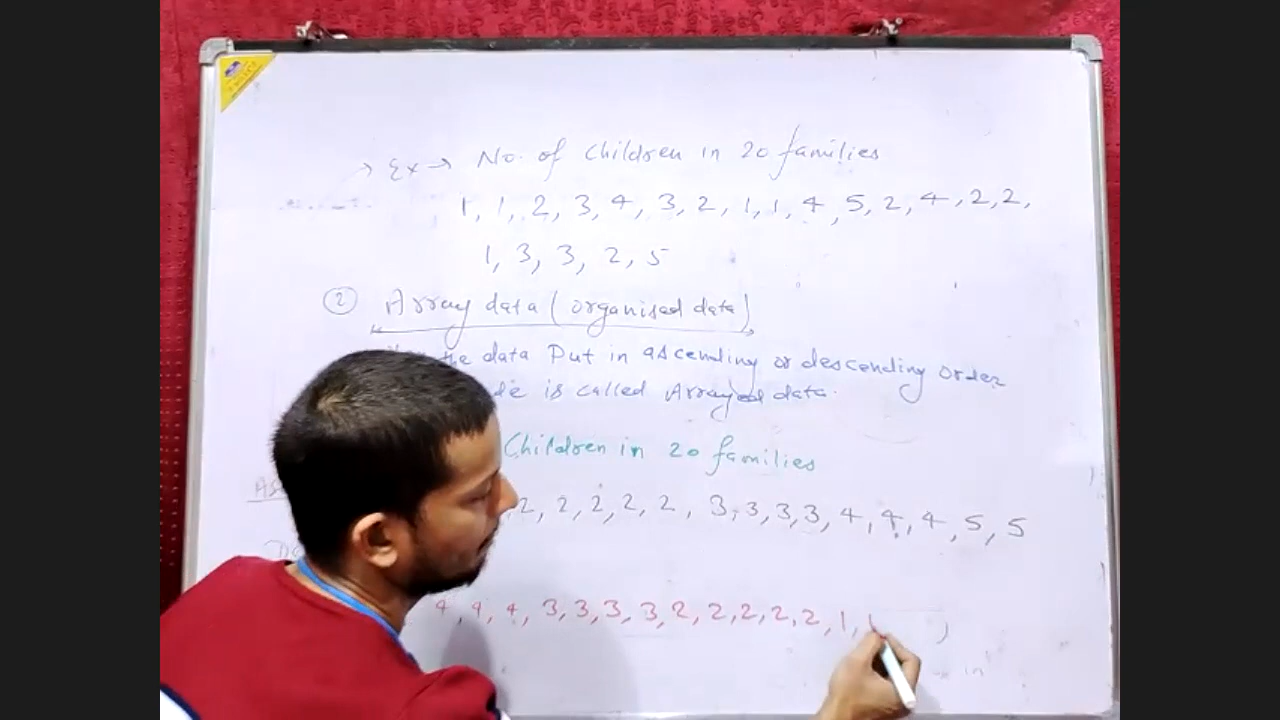 → Ex → No. of Children in 20 families
1, 1, 2, 3, 4, 3, 2, 1, 1, 4, 5, 2, 4, 2, 2,
1, 3, 3, 2, 5
② Array data (organised data)
the data Put in ascending or descending order
is called Arrayed data.
Children in 20 families
2, 2, 2, 2, 2, 3, 3, 3, 3, 4, 4, 4, 5, 5
4, 4, 4, 3, 3, 3, 3, 2, 2, 2, 2, 2, 1, 1